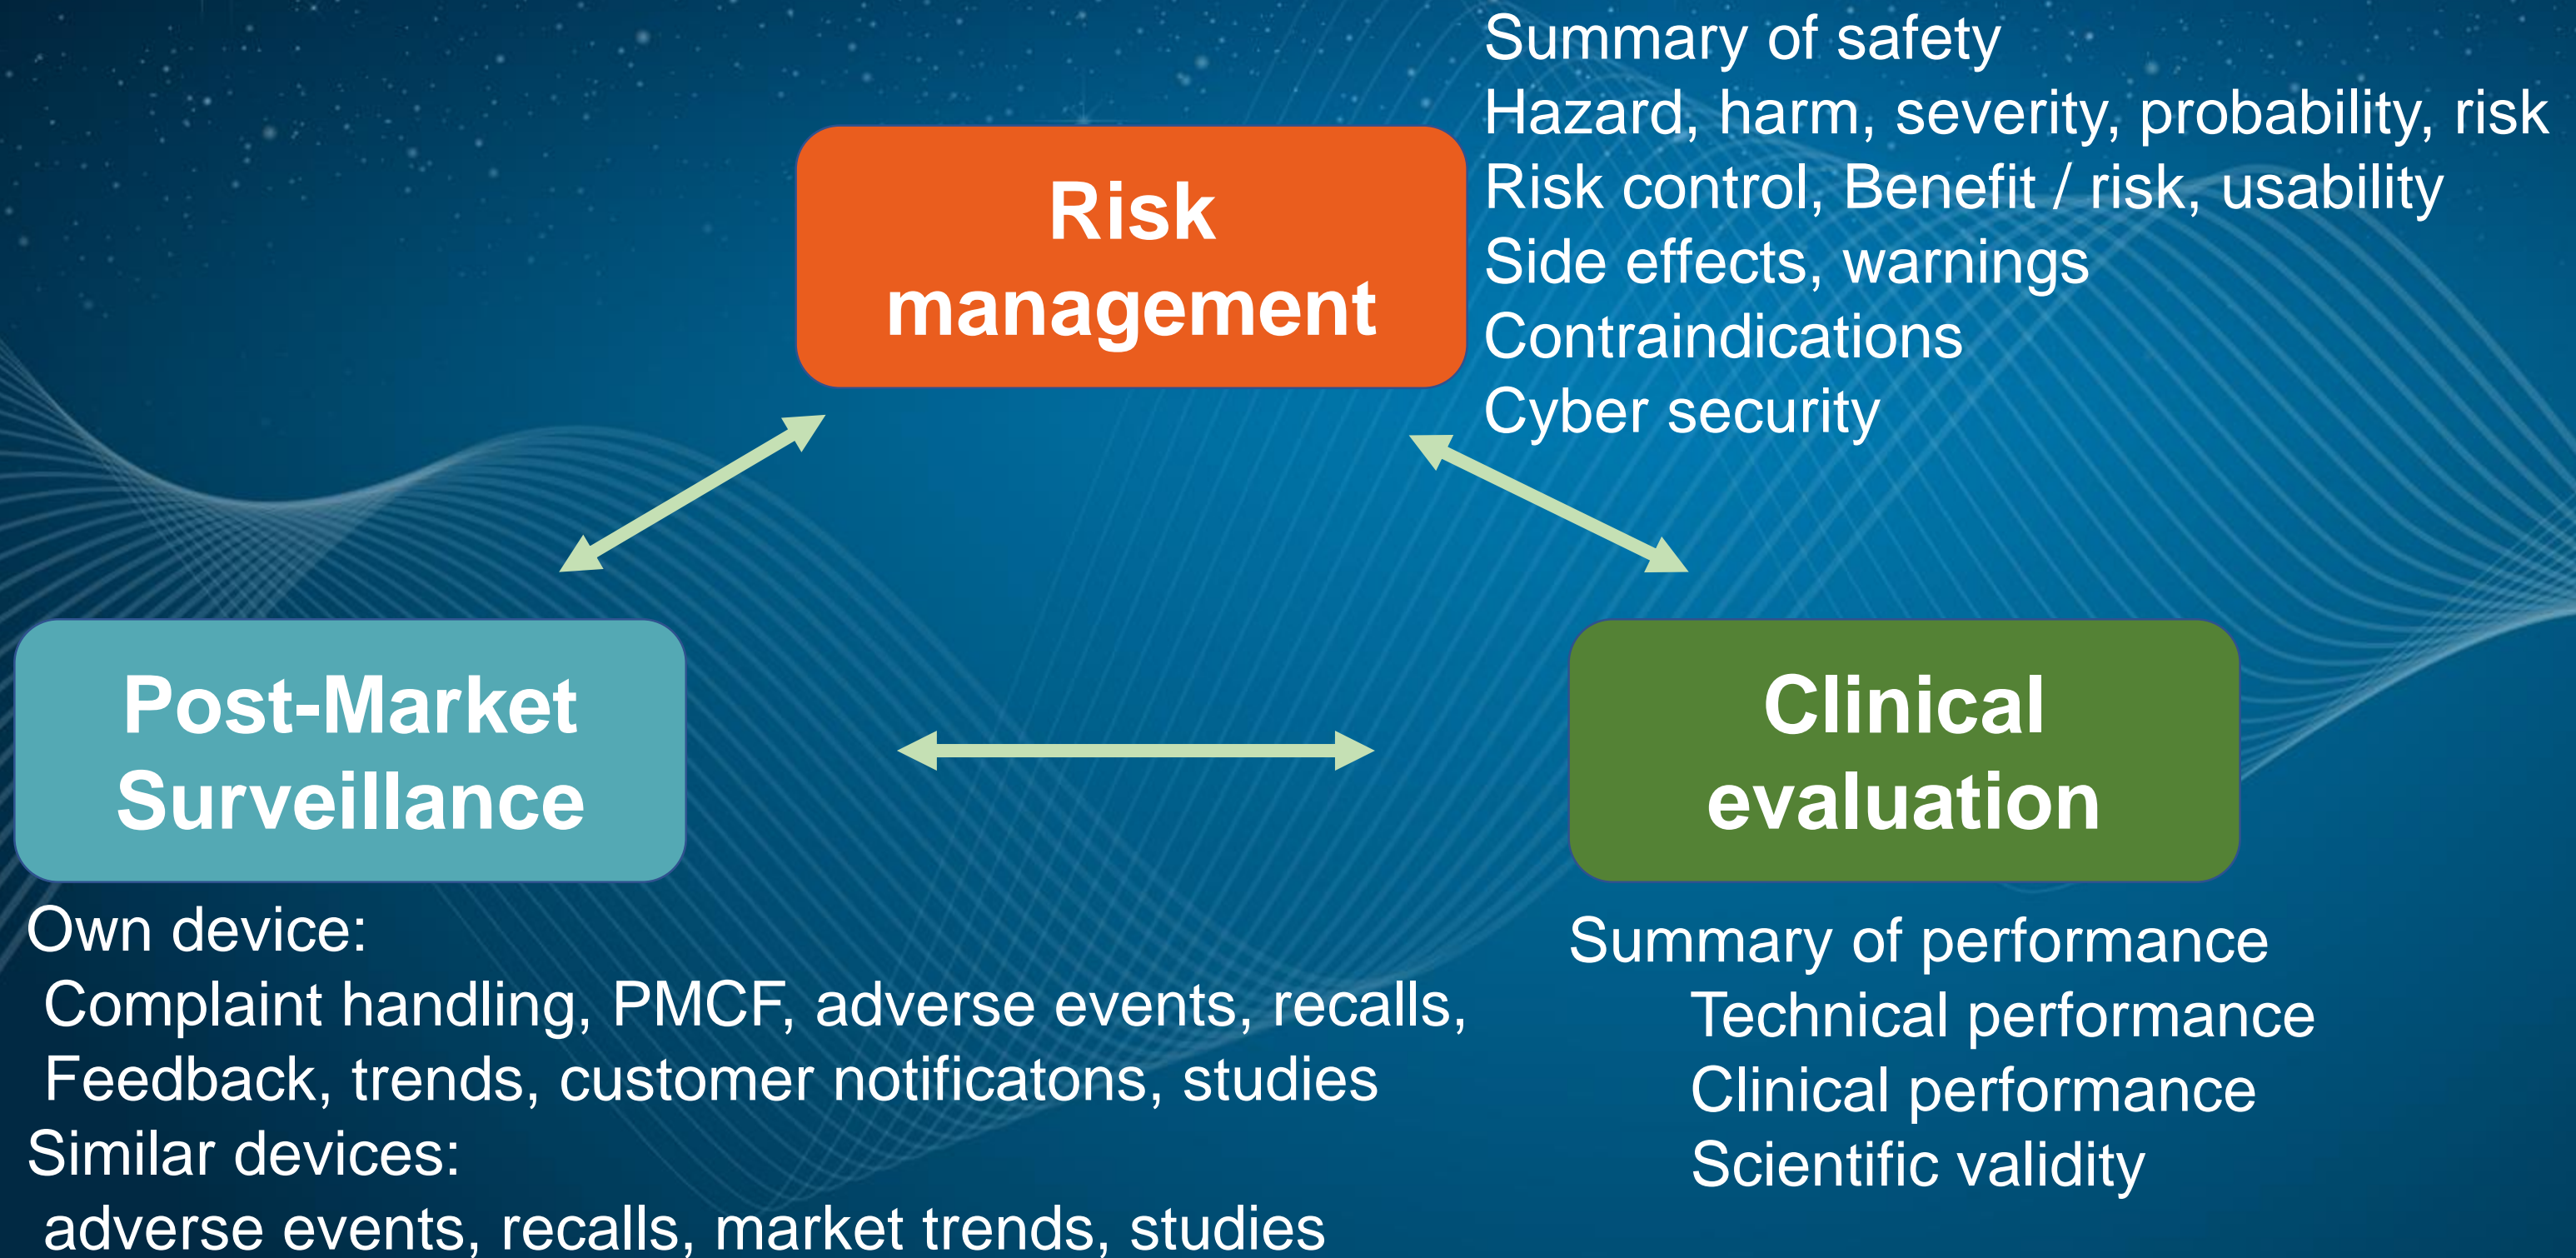 Summary of safety
Hazard, harm, severity, probability, risk
Risk control, Benefit / risk, usability
Side effects, warnings
Contraindications
Cyber security
Risk
management
Post-Market
Surveillance
Own device:
Complaint handling, PMCF, adverse events, recalls,
Feedback, trends, customer notificatons, studies
Similar devices:
adverse events, recalls, market trends, studies
Clinical
evaluation
Summary of performance
Technical performance
Clinical performance
Scientific validity